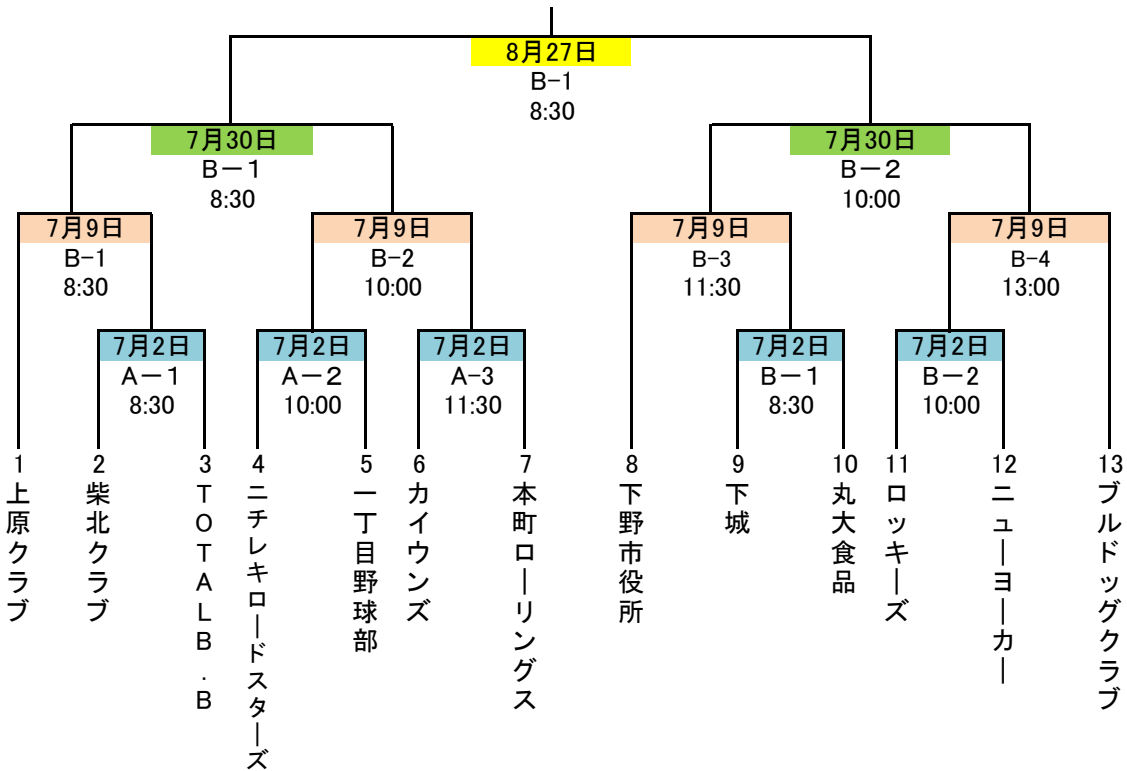 8月27日
B-1
8:30
7月30日
B－1
8:30
7月30日
B－2
10:00
7月9日
B-1
8:30
7月9日
B-2
10:00
7月9日
B-3
11:30
7月9日
B-4
13:00
7月2日
A－1
8:30
7月2日
A－2
10:00
7月2日
A-3
11:30
7月2日
B－1
8:30
7月2日
B－2
10:00
1
上原クラブ
2
柴北クラブ
3
TOTALB.B
4
ニチレキロードスターズ
5
一丁目野球部
6
カイウンズ
7
本町ローリングス
8
下野市役所
9
下城
10
丸大食品
11
ロッキーズ
12
ニューヨーカー
13
ブルドッグクラブ